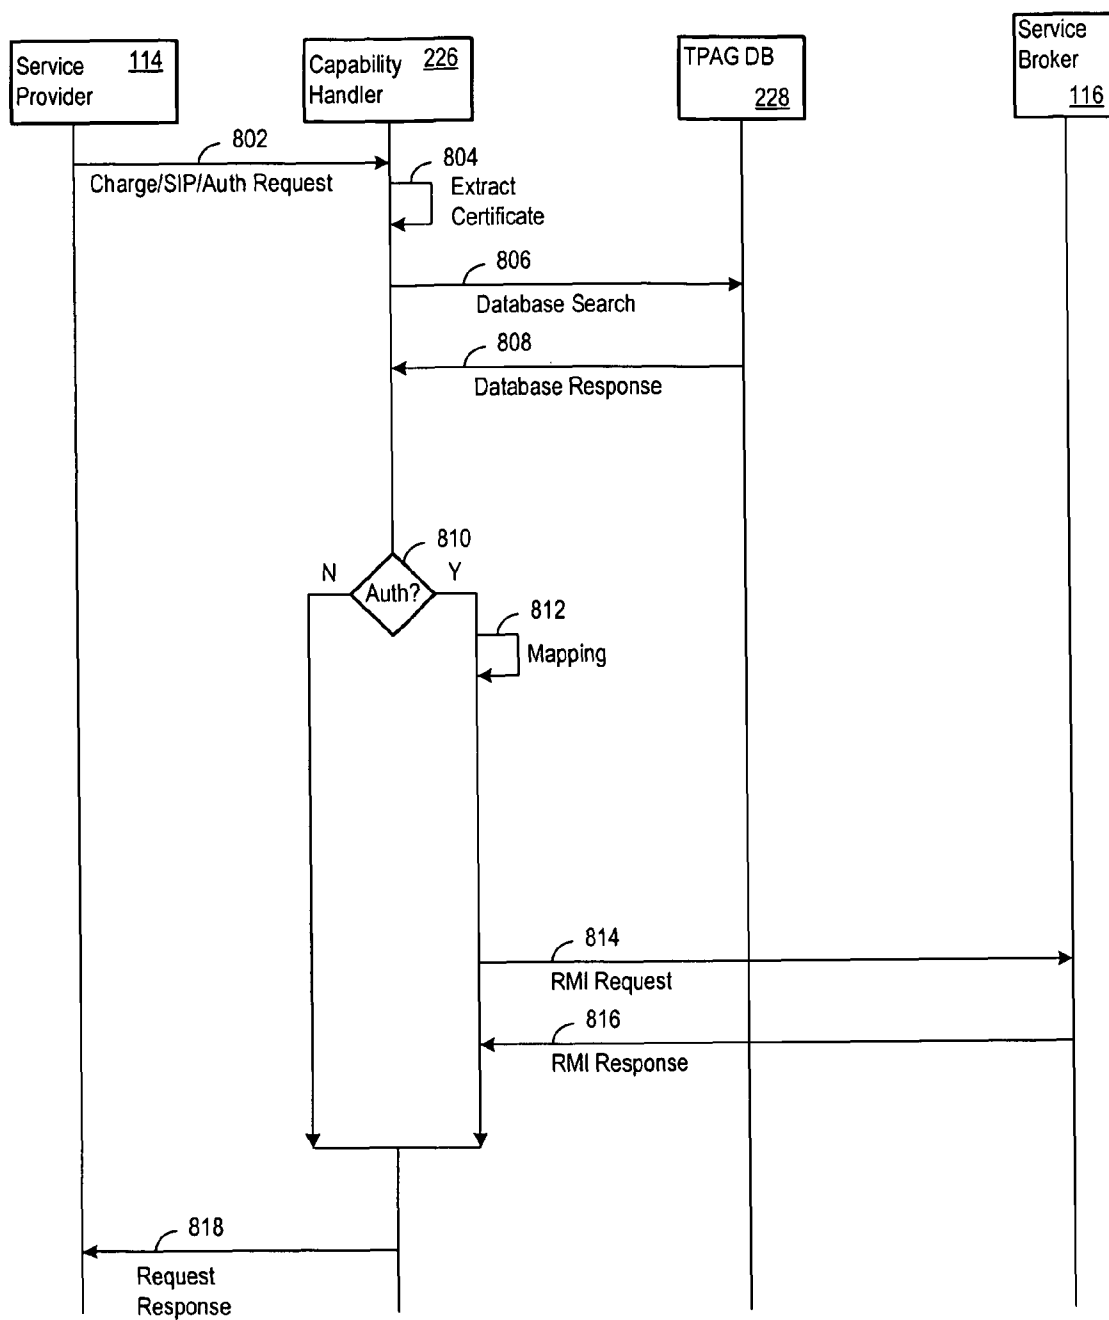 Service 114
Provider
Capability 226
Handler
TPAG DB
228
Service
Broker
116
802
Charge/SIP/Auth Request
804
Extract
Certificate
806
Database Search
808
Database Response
810
N
Y
Auth?
812
Mapping
814
RMI Request
816
RMI Response
818
Request
Response